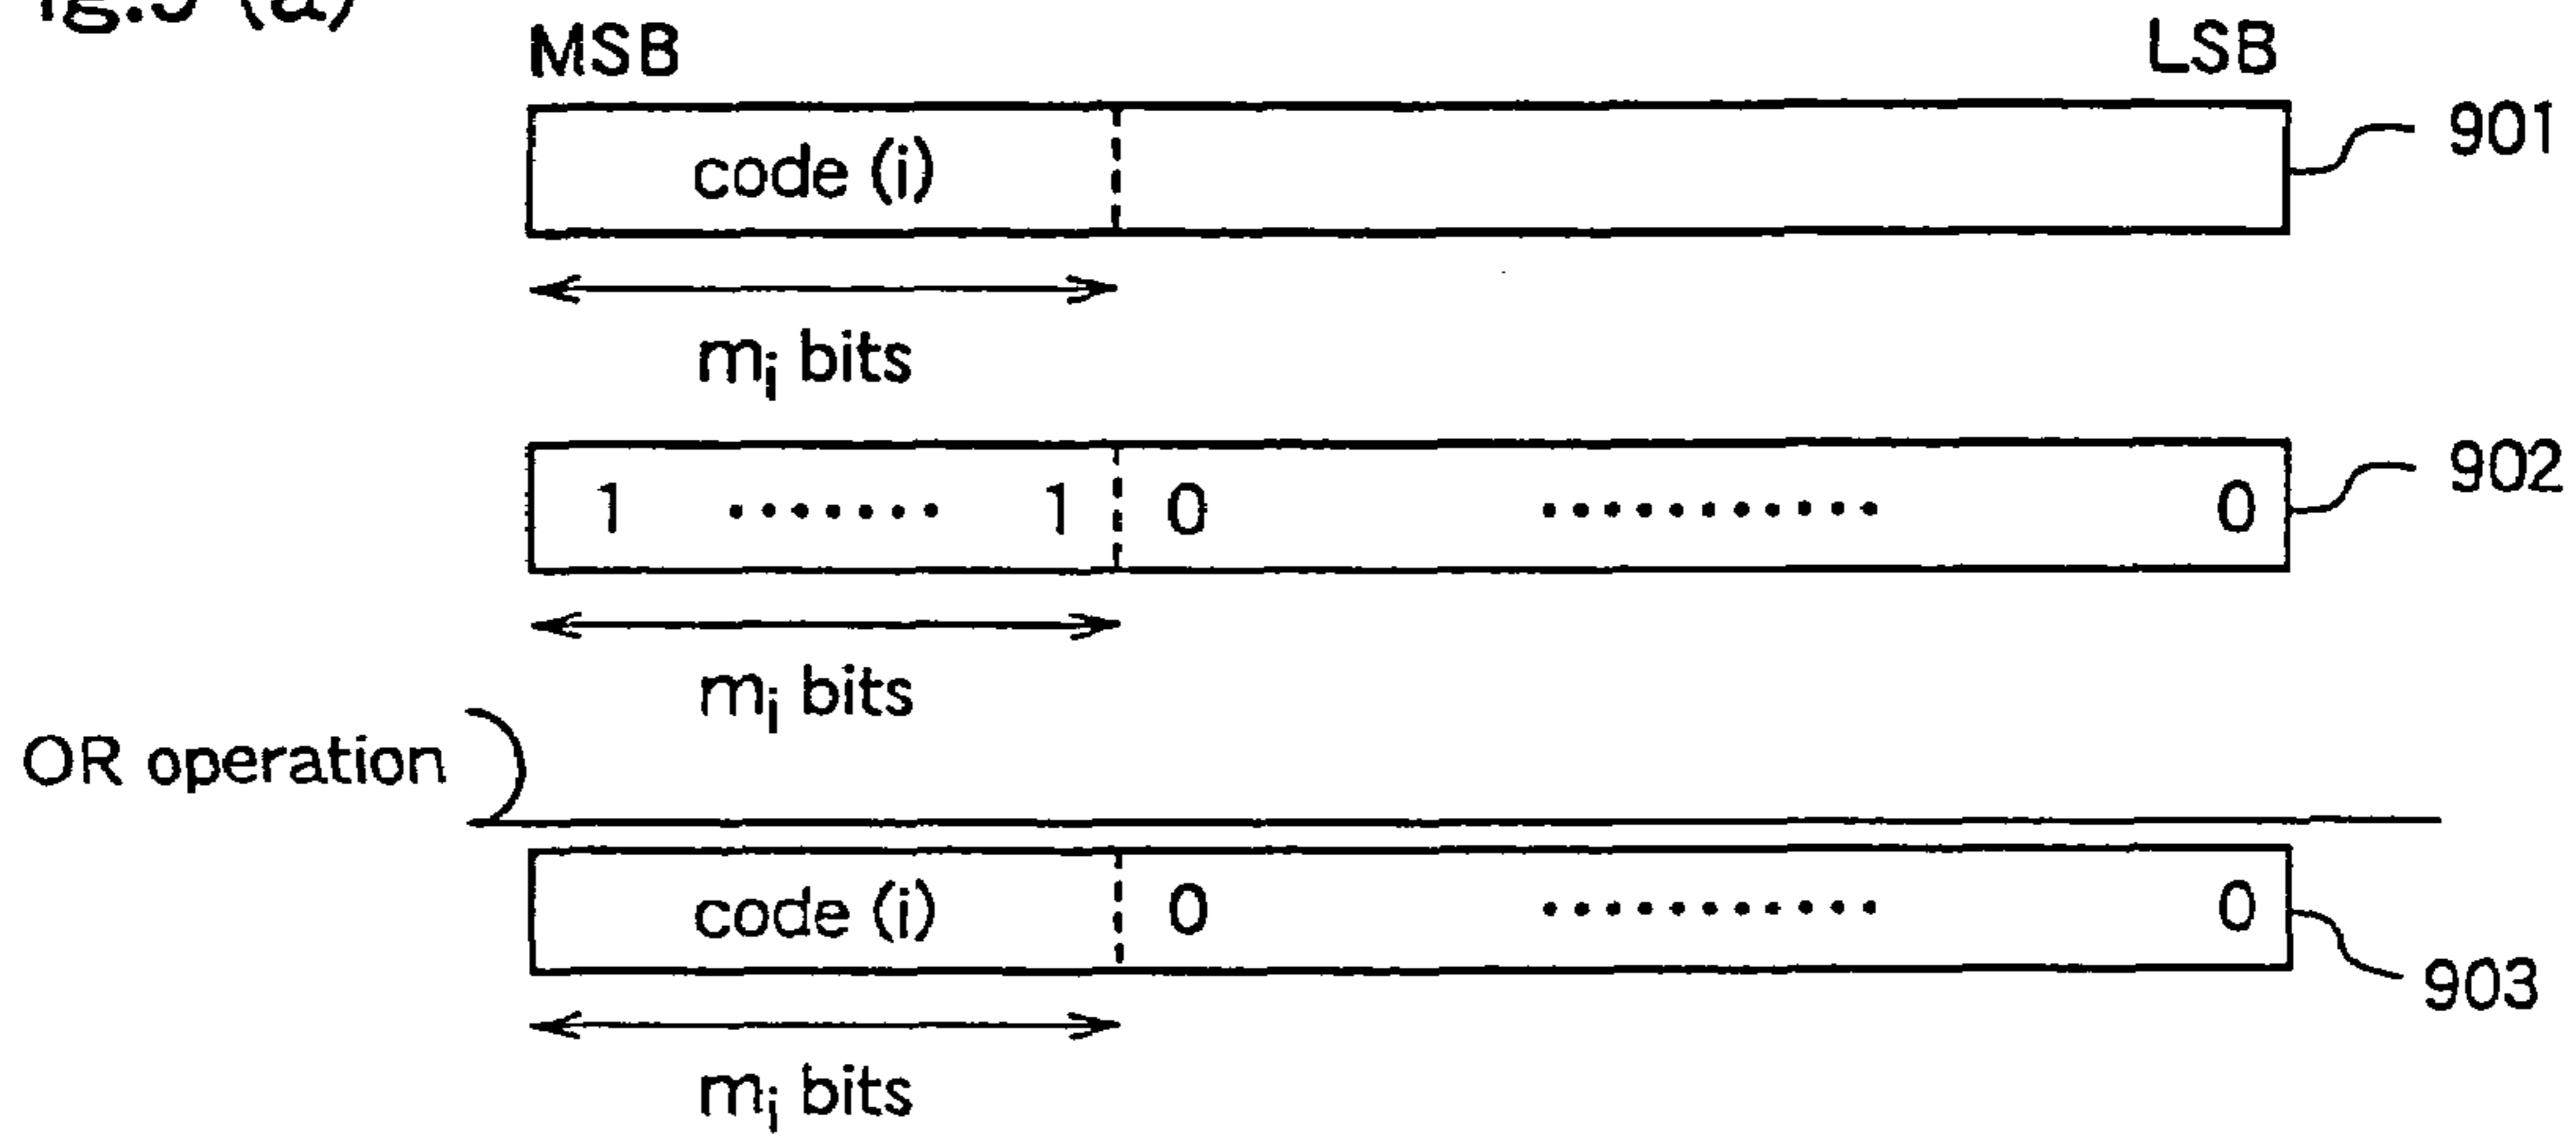 MSB LSB
code (i) 901
mi bits
1 ....... 1 0 ........... 0 902
mi bits
OR operation
code (i) 0 ........... 0 903
mi bits